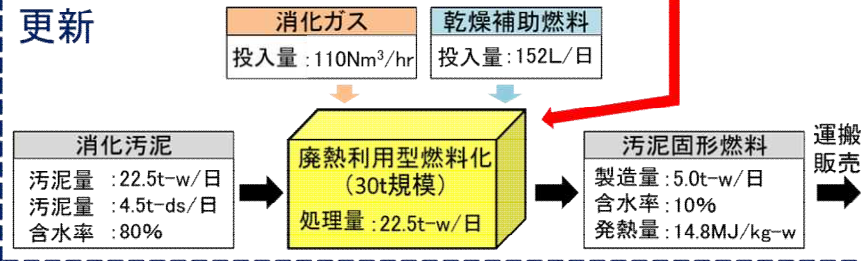 更新
消化ガス
投入量：110Nm³/hr
乾燥補助燃料
投入量：152L/日
消化汚泥
汚泥量：22.5t-w/日
汚泥量：4.5t-ds/日
含水率：80%
廃熱利用型燃料化
（30t規模）
処理量：22.5t-w/日
汚泥固形燃料
製造量：5.0t-w/日
含水率：10%
発熱量：14.8MJ/kg-w
運搬
販売